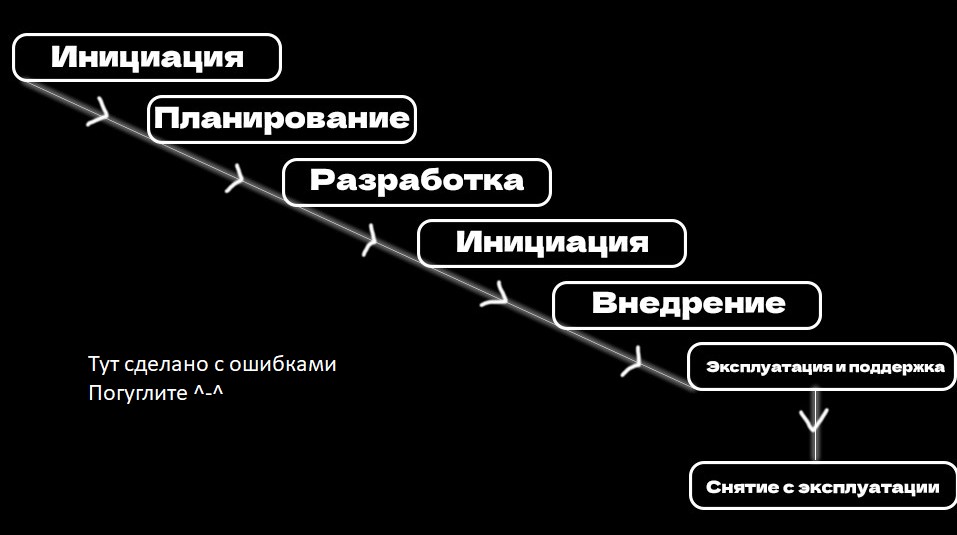 Инициация
Планирование
Разработка
Инициация
Внедрение
Эксплуатация и поддержка
Снятие с эксплуатации
Тут сделано с ошибками
Погуглите ^-^